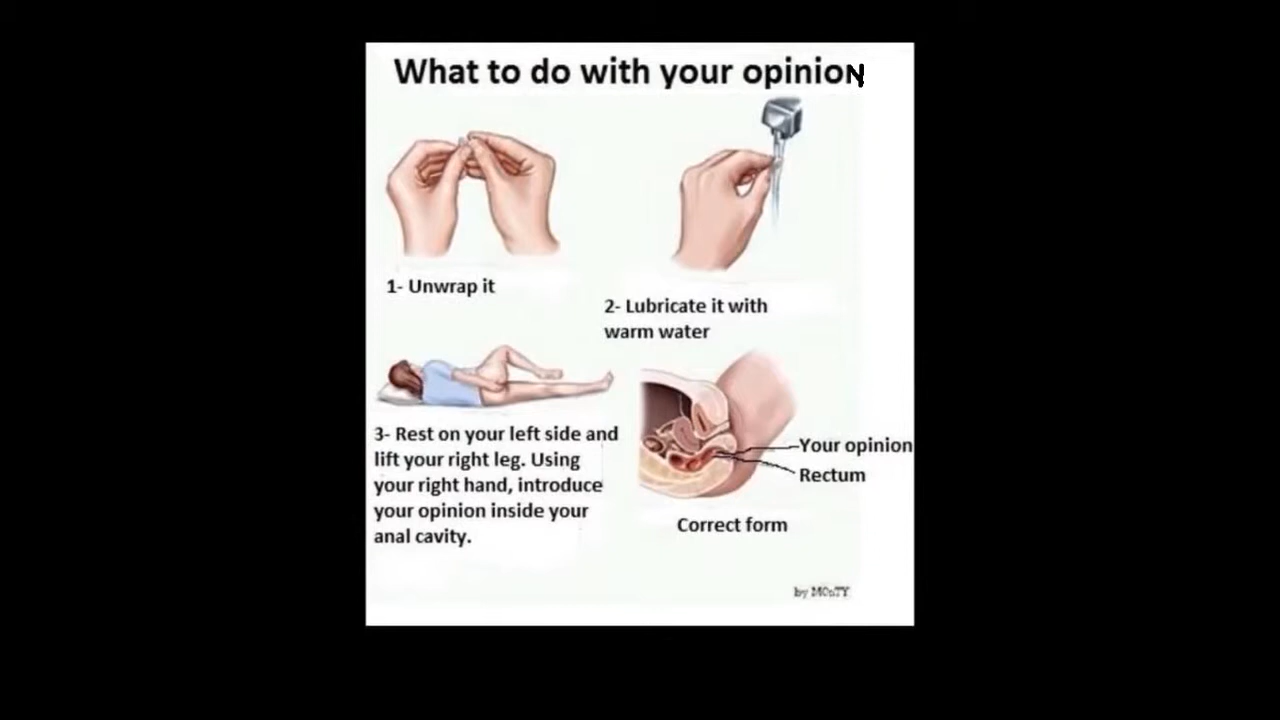 What to do with your opinion
1- Unwrap it
2- Lubricate it with
warm water
3- Rest on your left side and
lift your right leg. Using
your right hand, introduce
your opinion inside your
anal cavity.
Your opinion
Rectum
Correct form
by MOnTY